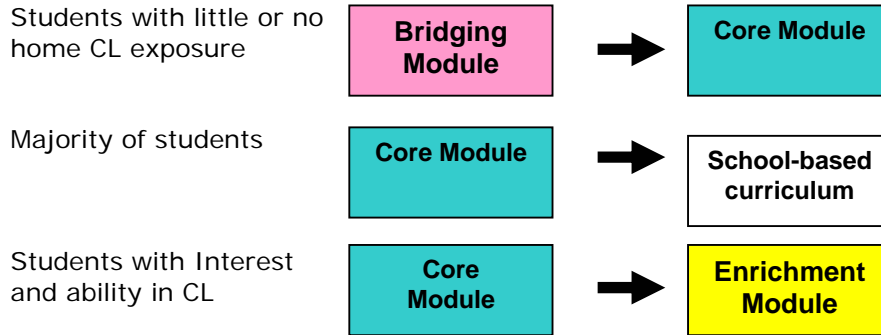 Students with little or no
home CL exposure
Bridging
Module
Core Module
Majority of students
Core Module
School-based
curriculum
Students with Interest
and ability in CL
Core
Module
Enrichment
Module